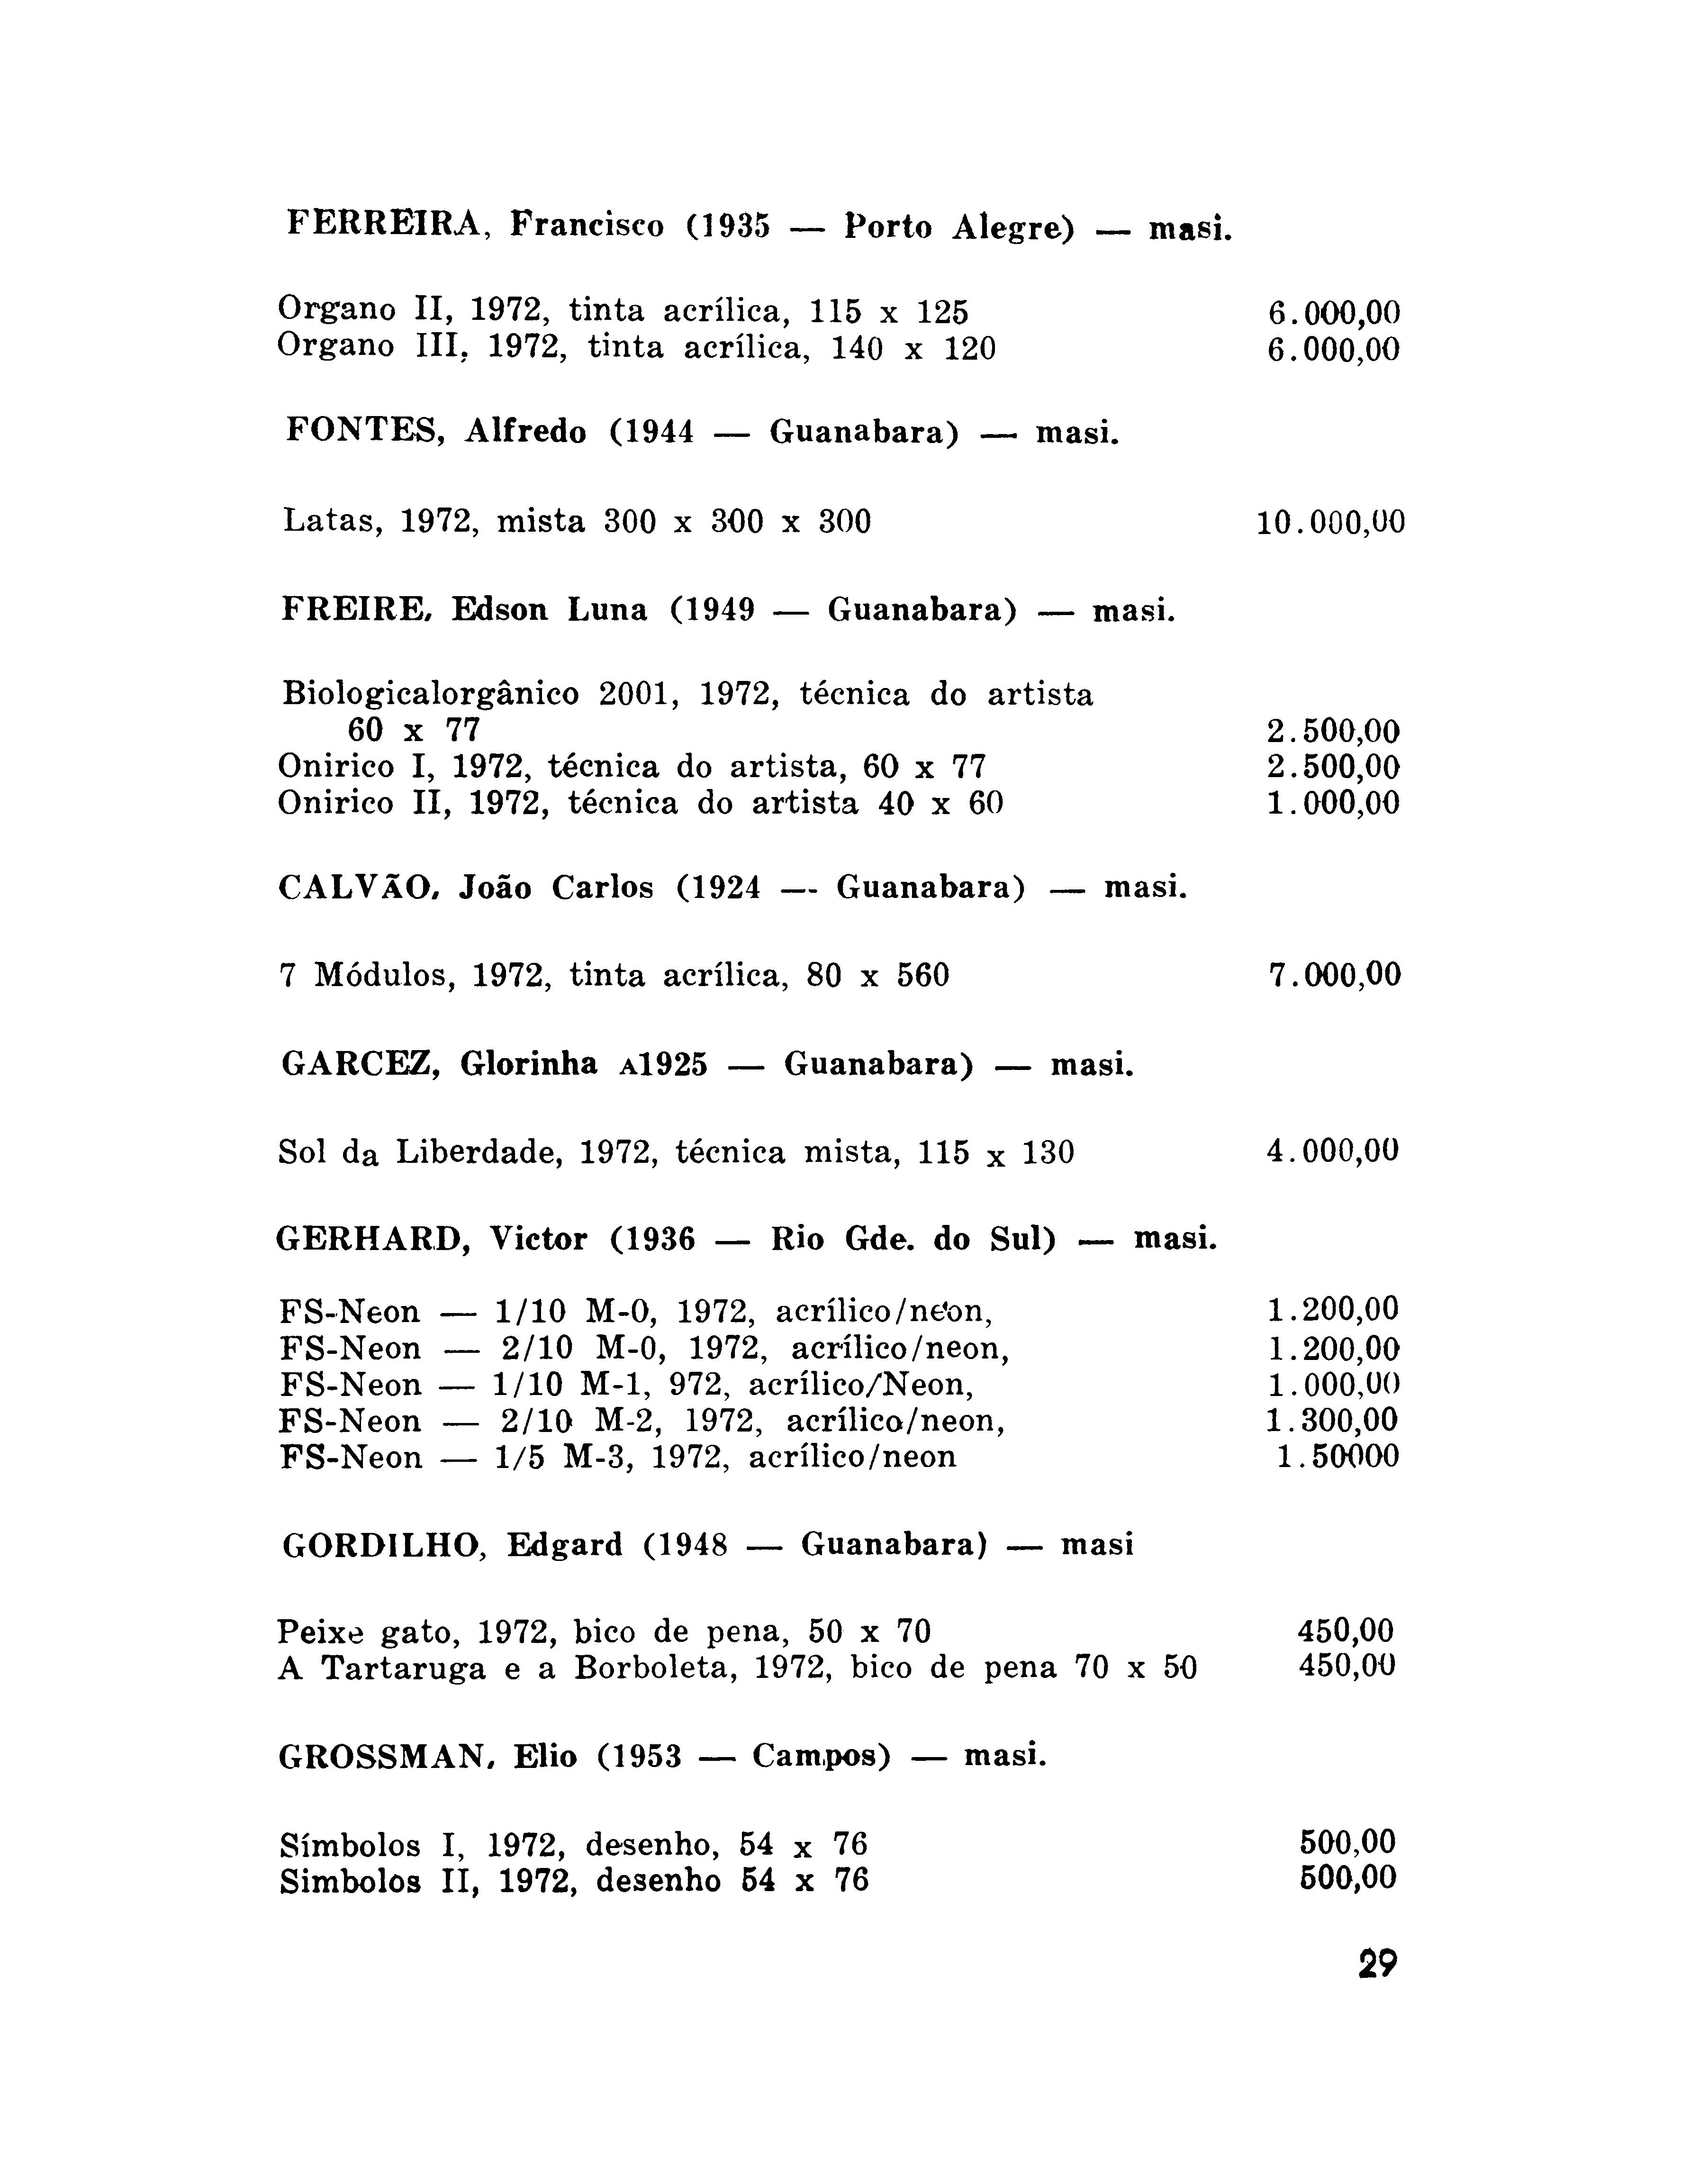 FERREIRA, Francisco (1935 — Porto Alegre) — masi.
Organo II, 1972, tinta acrílica, 115 x 125 6.000,00
Organo III, 1972, tinta acrílica, 140 x 120 6.000,00
FONTES, Alfredo (1944 — Guanabara) — masi.
Latas, 1972, mista 300 x 300 x 300 10.000,00
FREIRE, Edson Luna (1949 — Guanabara) — masi.
Biologicalorgânico 2001, 1972, técnica do artista
60 x 77 2.500,00
Onirico I, 1972, técnica do artista, 60 x 77 2.500,00
Onirico II, 1972, técnica do artista 40 x 60 1.000,00
CALVÃO, João Carlos (1924 — Guanabara) — masi.
7 Módulos, 1972, tinta acrílica, 80 x 560 7.000,00
GARCEZ, Glorinha A1925 — Guanabara) — masi.
Sol da Liberdade, 1972, técnica mista, 115 x 130 4.000,00
GERHARD, Victor (1936 — Rio Gde. do Sul) — masi.
FS-Neon — 1/10 M-0, 1972, acrílico/neon, 1.200,00
FS-Neon — 2/10 M-0, 1972, acrílico/neon, 1.200,00
FS-Neon — 1/10 M-1, 972, acrílico/Neon, 1.000,00
FS-Neon — 2/10 M-2, 1972, acrílico/neon, 1.300,00
FS-Neon — 1/5 M-3, 1972, acrílico/neon 1.50000
GORDILHO, Edgard (1948 — Guanabara) — masi
Peixe gato, 1972, bico de pena, 50 x 70 450,00
A Tartaruga e a Borboleta, 1972, bico de pena 70 x 50 450,00
GROSSMAN, Elio (1953 — Campos) — masi.
Símbolos I, 1972, desenho, 54 x 76 500,00
Simbolos II, 1972, desenho 54 x 76 500,00
29